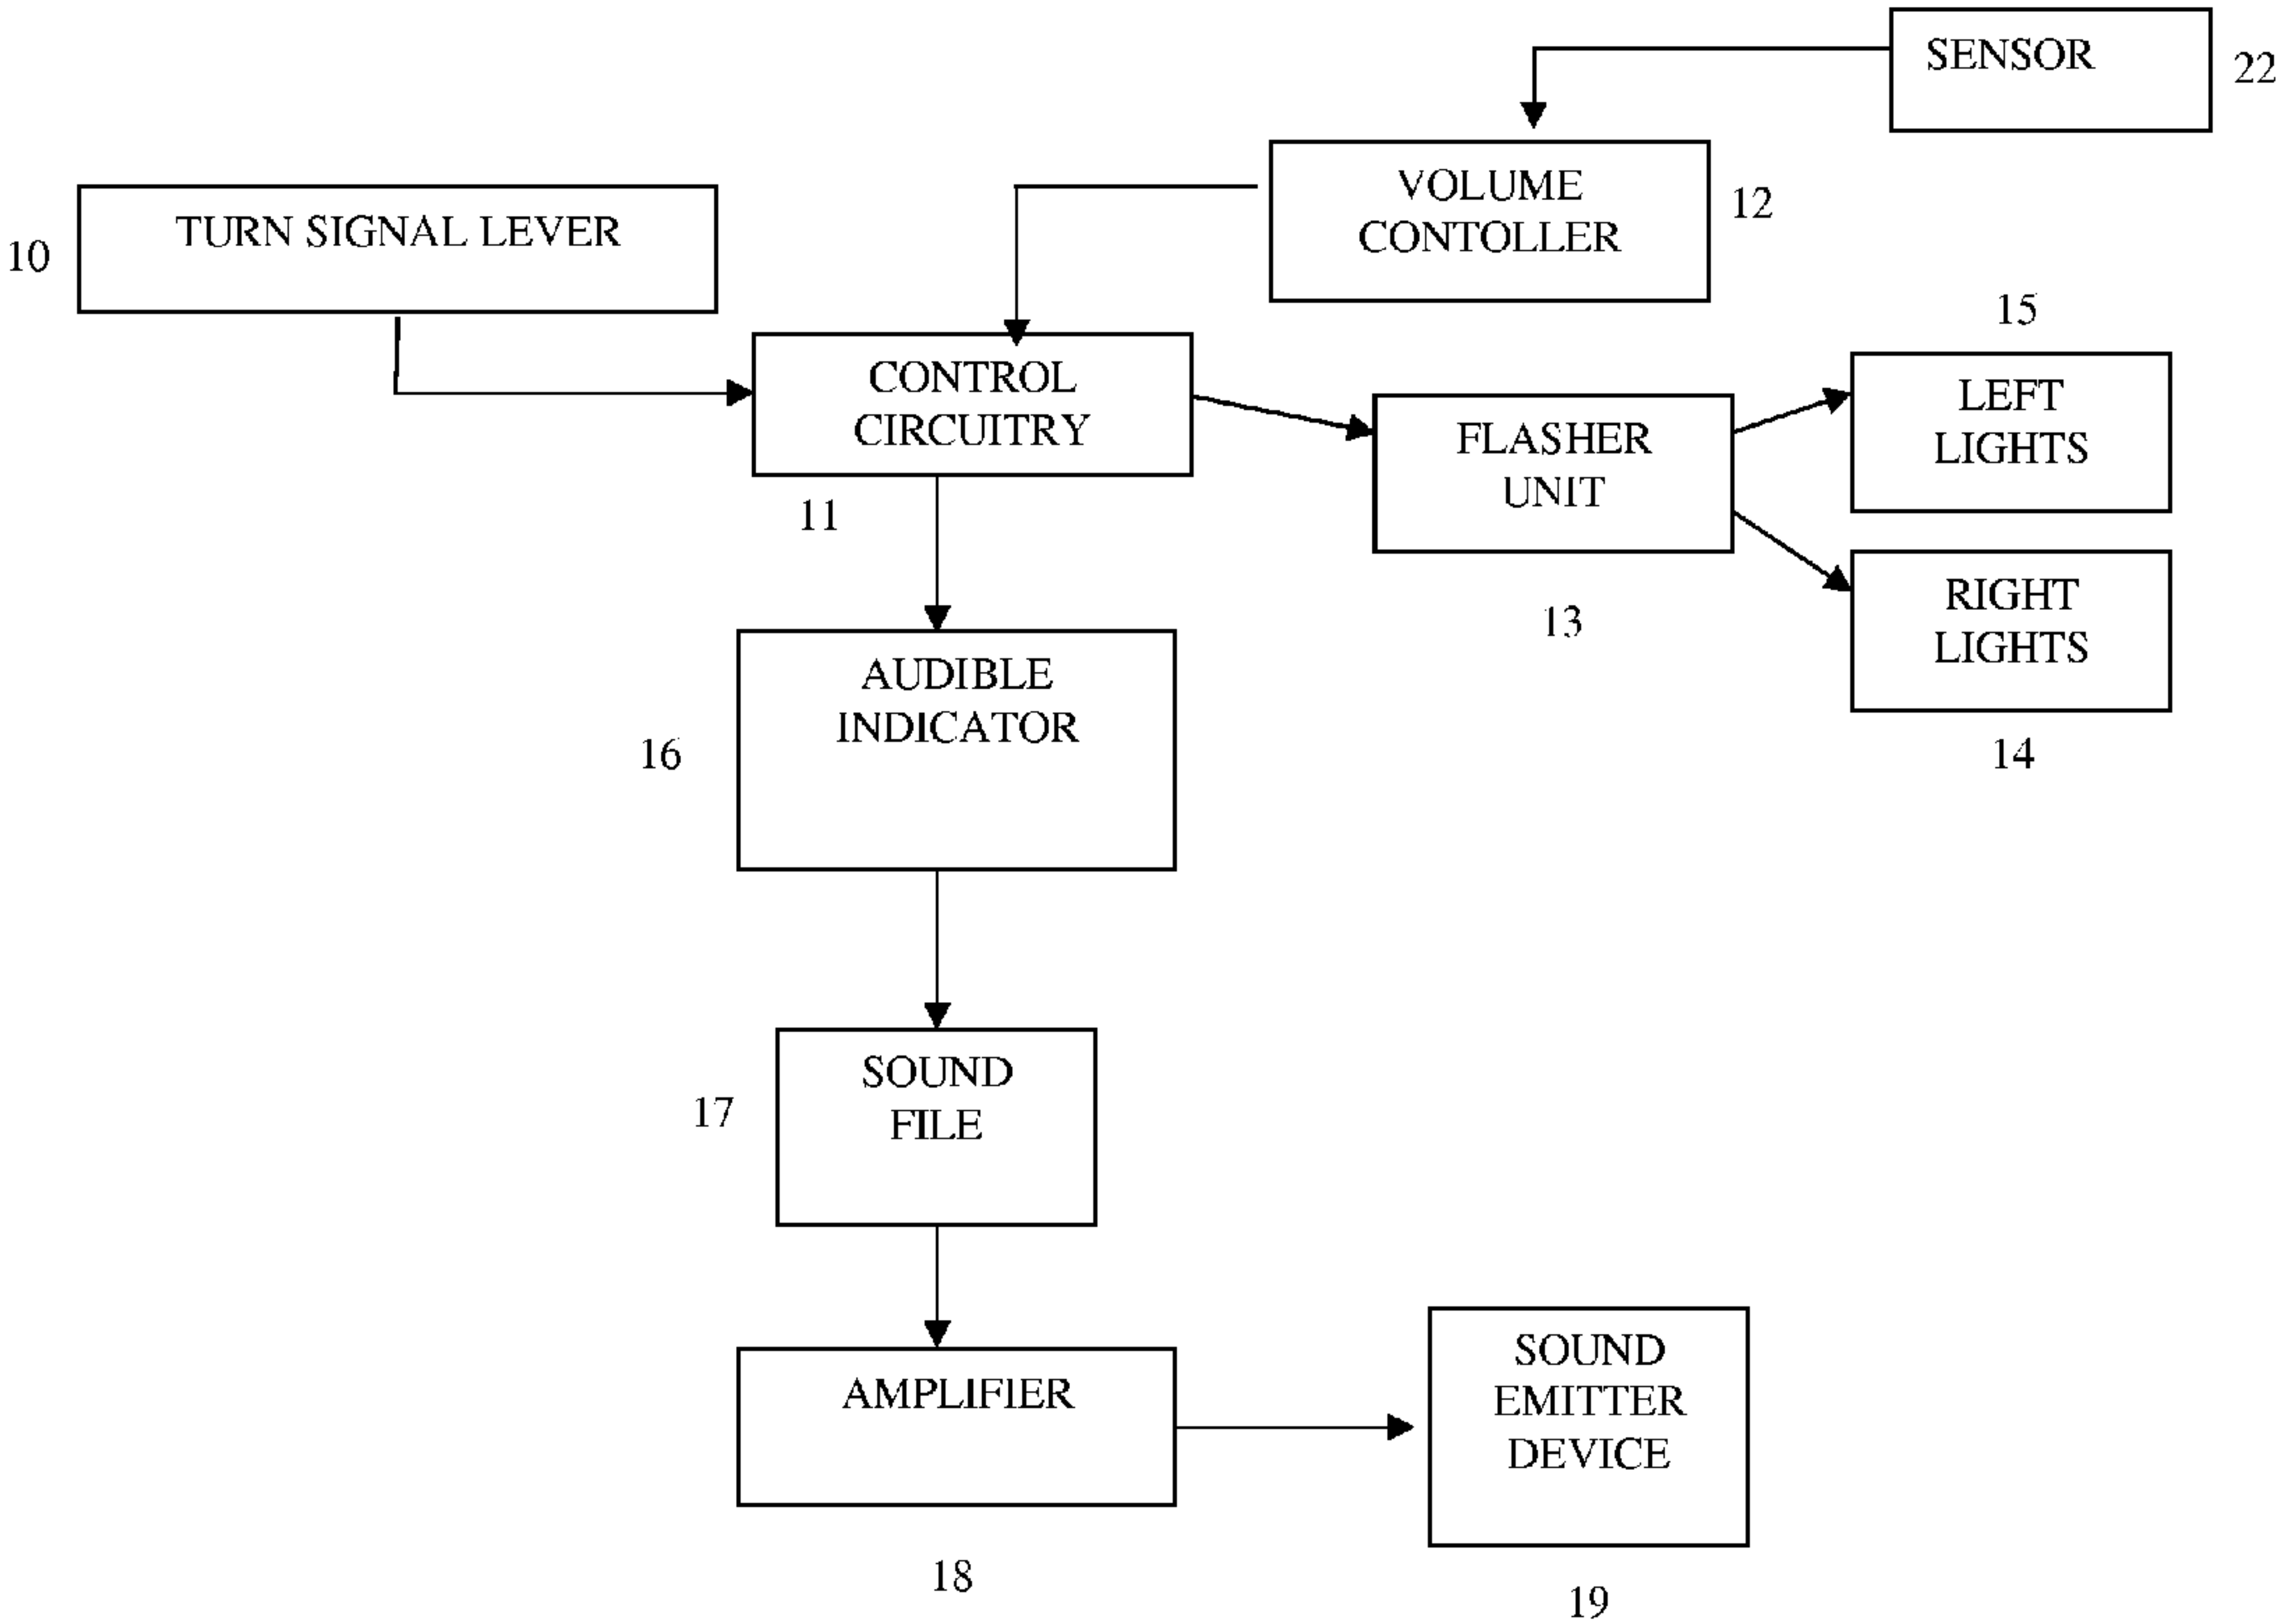 SENSOR
22
VOLUME
CONTOLLER
12
TURN SIGNAL LEVER
10
15
CONTROL
CIRCUITRY
11
LEFT
LIGHTS
FLASHER
UNIT
13
RIGHT
LIGHTS
14
AUDIBLE
INDICATOR
16
SOUND
FILE
17
AMPLIFIER
18
SOUND
EMITTER
DEVICE
19